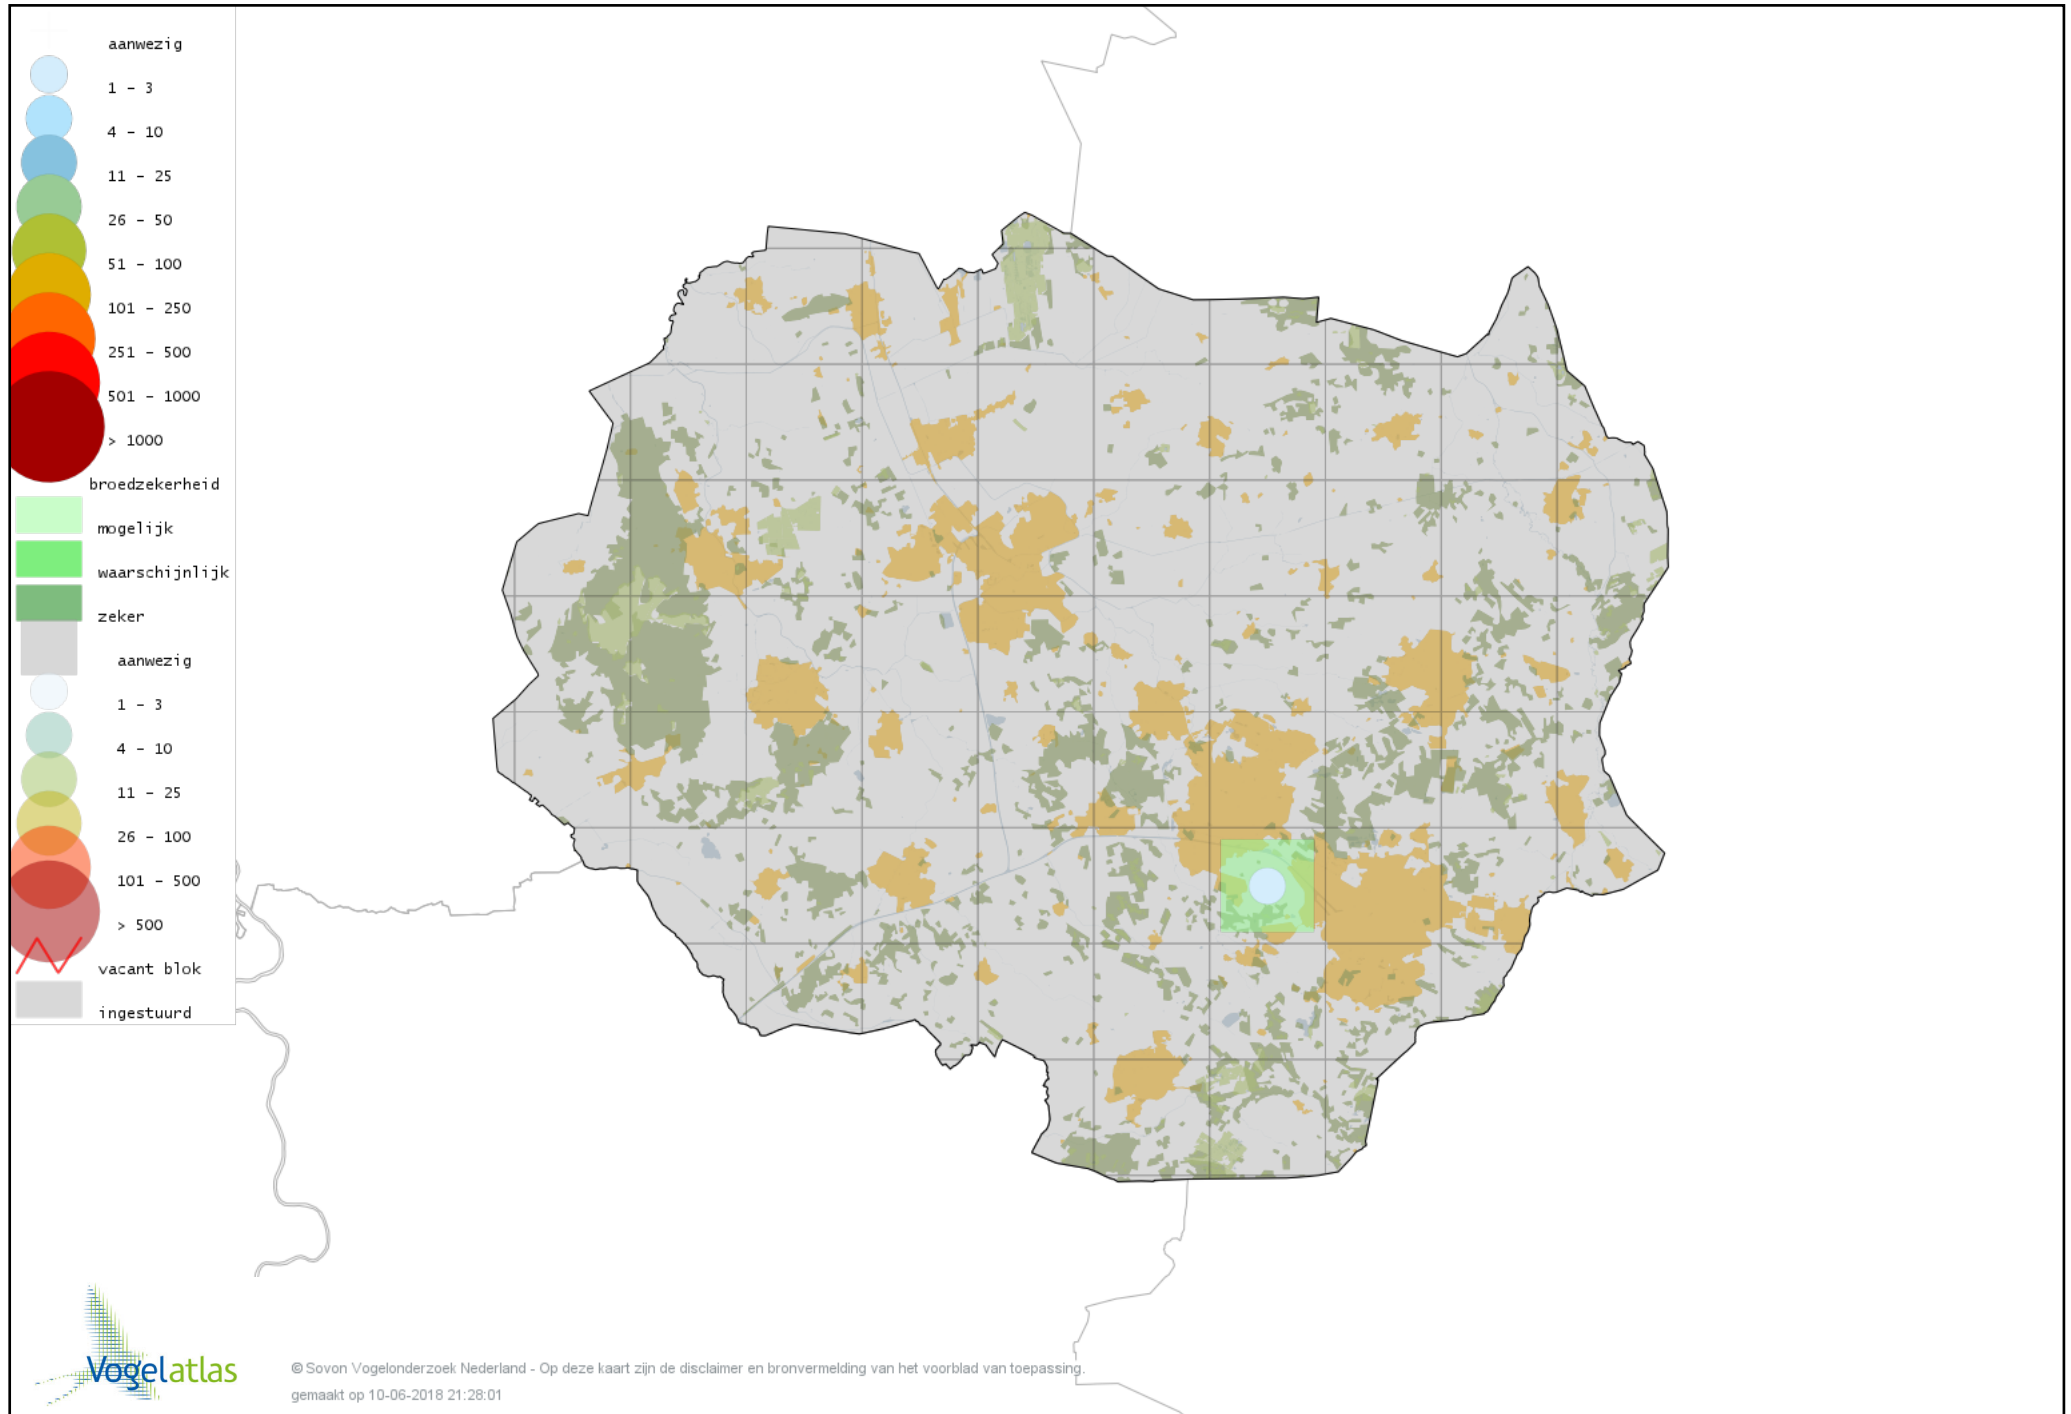 aanwezig
1 - 3
4 - 10
11 - 25
26 - 50
51 - 100
101 - 250
251 - 500
501 - 1000
> 1000
broedzekerheid
mogelijk
waarschijnlijk
zeker
aanwezig
1 - 3
4 - 10
11 - 25
26 - 100
101 - 500
> 500
vacant blok
ingestuurd
Vogelatlas
© Sovon Vogelonderzoek Nederland - Op deze kaart zijn de disclaimer en bronvermelding van het voorblad van toepassing.
gemaakt op 10-06-2018 21:28:01